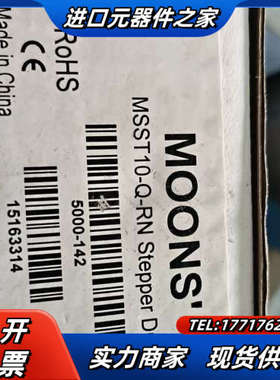 进口元器件之家
MOONS'
MSST10-Q-RN Stepper D
5000-142
15163314
RoHS
CE
Made in China
开票
TEL:1771762
实力商家 现货供